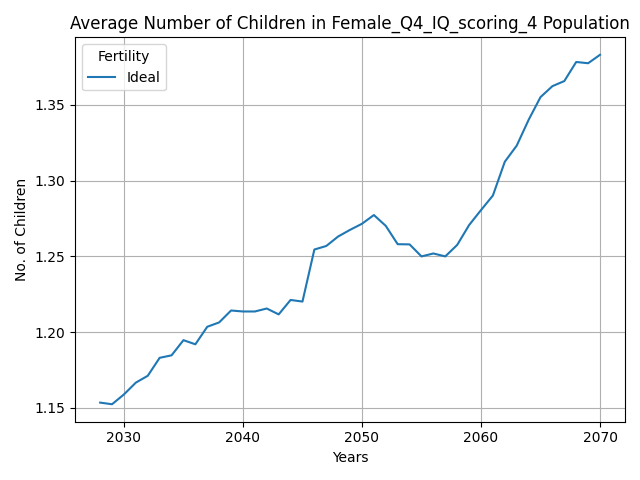 Average Number of Children in Female_Q4_IQ_scoring_4 Population
Fertility
Ideal
No. of Children
1.35
1.30
1.25
1.20
1.15
2030 2040 2050 2060 2070
Years